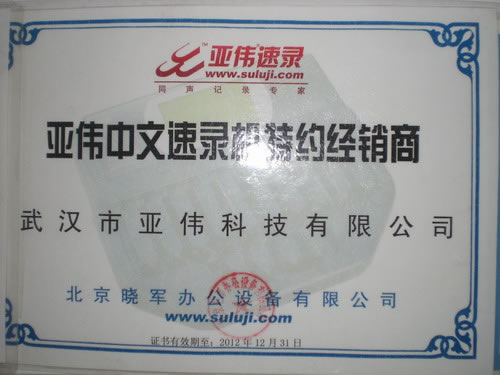 亚伟速录
www.suluji.com
同声记录专家
亚伟中文速录机特约经销商
武汉市亚伟科技有限公司
北京晓军办公设备有限公司
www.suluji.com
证书有效期至：2012年12月31日